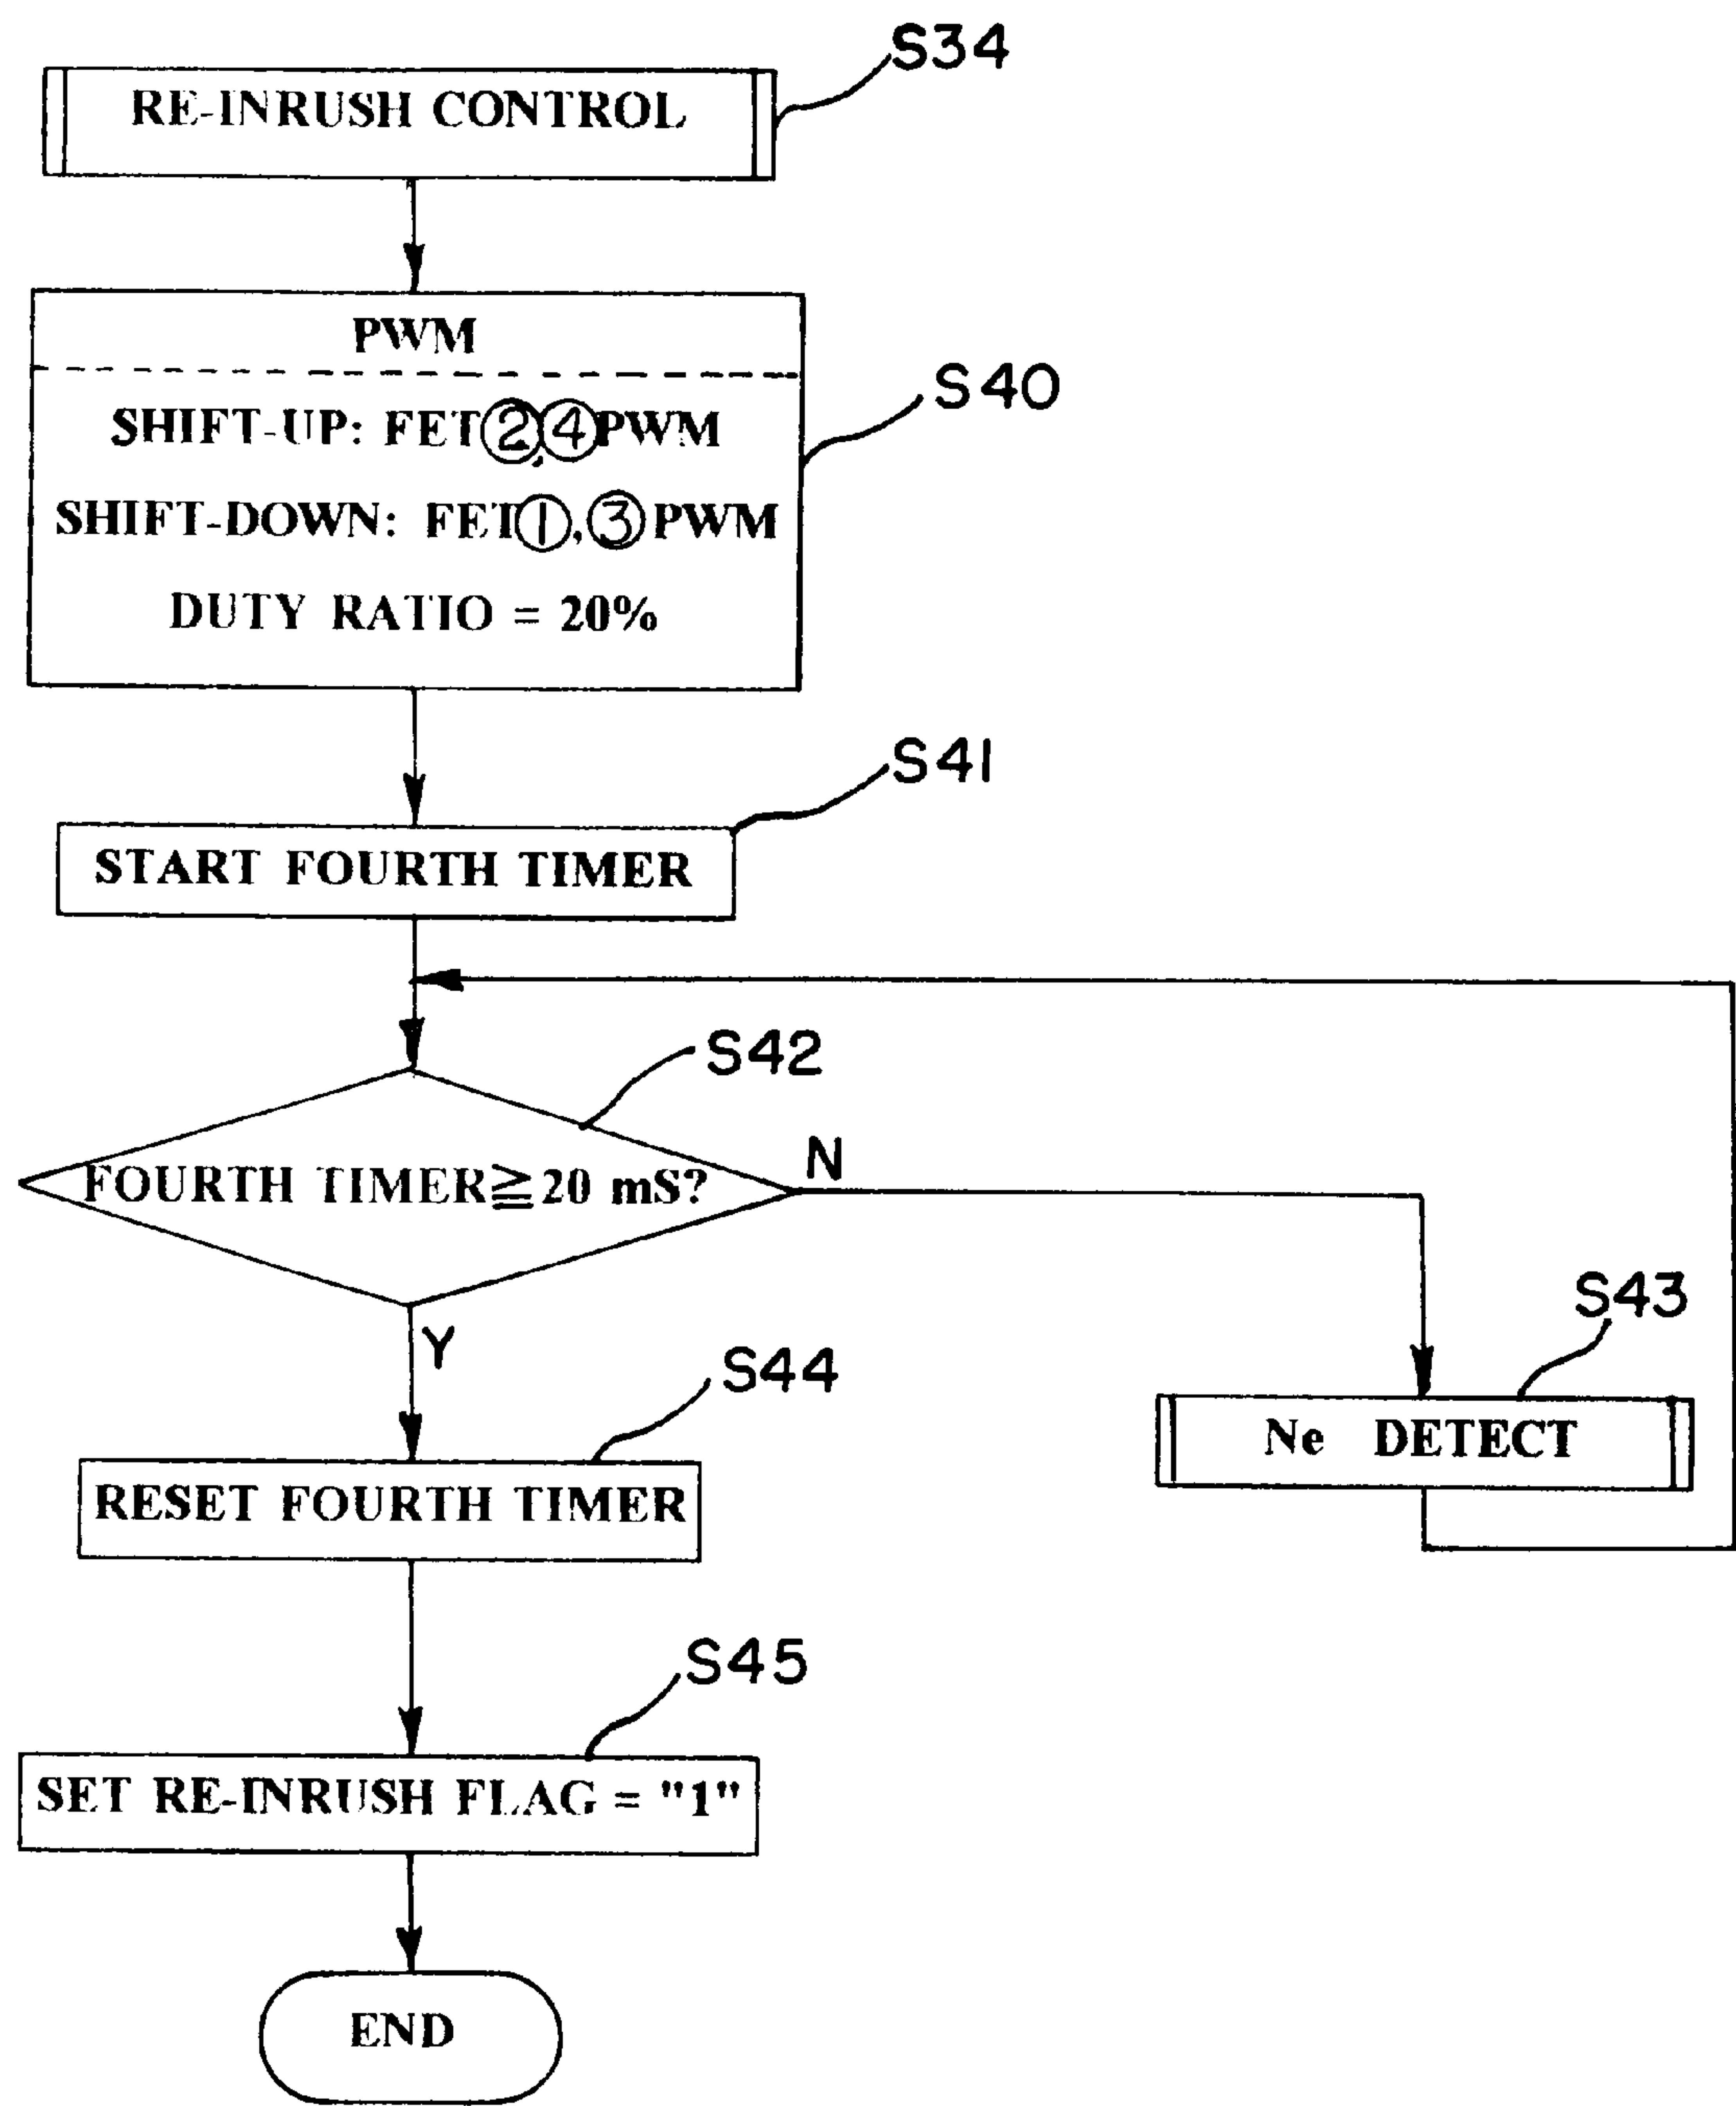 S34
RE-INRUSH CONTROL
PWM
S40
SHIFT-UP: FET②,④PWM
SHIFT-DOWN: FET①,③PWM
DUTY RATIO = 20%
S41
START FOURTH TIMER
S42
FOURTH TIMER≧20 mS?
N
Y
S43
Ne DETECT
S44
RESET FOURTH TIMER
S45
SET RE-INRUSH FLAG = "1"
END